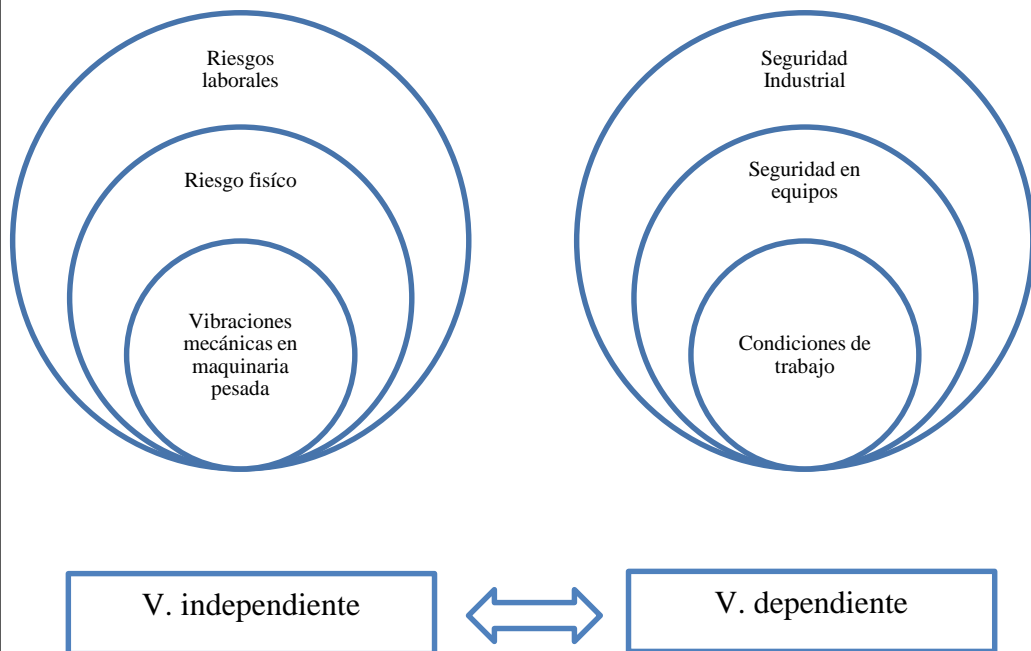 Riesgos
laborales
Riesgo fisíco
Vibraciones
mecánicas en
maquinaria
pesada
Seguridad
Industrial
Seguridad en
equipos
Condiciones de
trabajo
V. independiente
V. dependiente